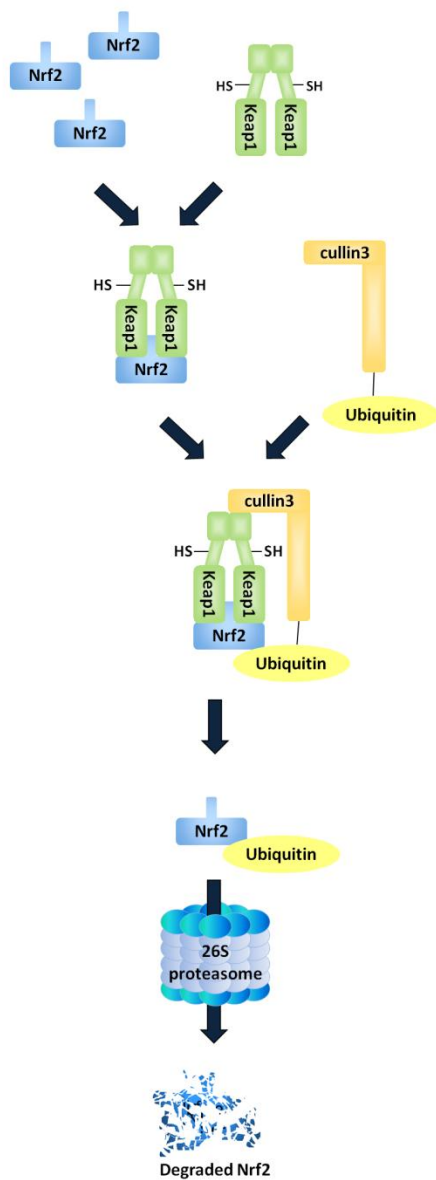 Nrf2
Nrf2
Nrf2
HS
SH
Keap1
Keap1
HS
SH
Keap1
Keap1
Nrf2
cullin3
Ubiquitin
cullin3
HS
SH
Keap1
Keap1
Nrf2
Ubiquitin
Nrf2
Ubiquitin
26S
proteasome
Degraded Nrf2